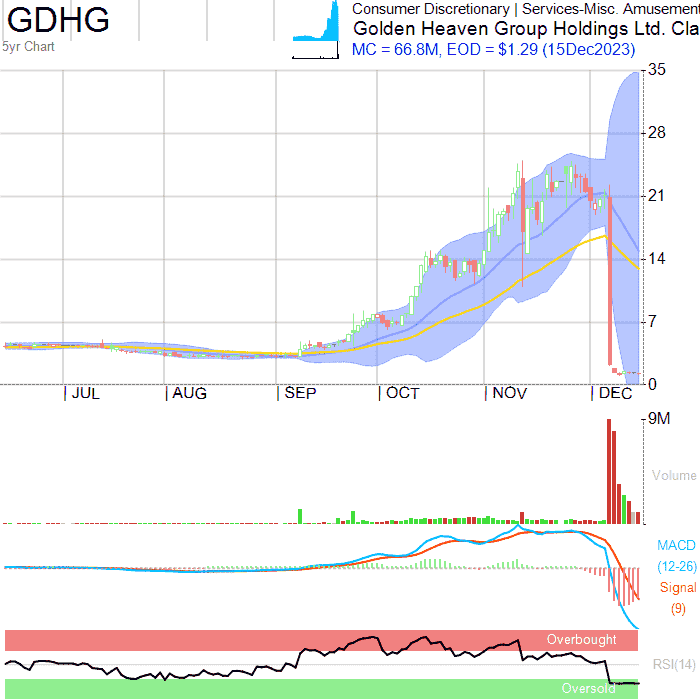 GDHG
5yr Chart
Consumer Discretionary | Services-Misc. Amusement
Golden Heaven Group Holdings Ltd. Cla
MC = 66.8M, EOD = $1.29 (15Dec2023)
35
28
21
14
7
0
JUL AUG SEP OCT NOV DEC
9M
Volume
MACD
(12-26)
Signal
(9)
Overbought
RSI(14)
Oversold